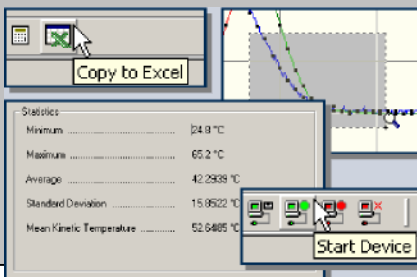 Copy to Excel
Statistics
Minimum ........................ 24.8 °C
Maximum ........................ 65.2 °C
Average ........................ 42.2939 °C
Standard Deviation ................ 15.8522 °C
Mean Kinetic Temperature ........... 52.6485 °C
Start Device